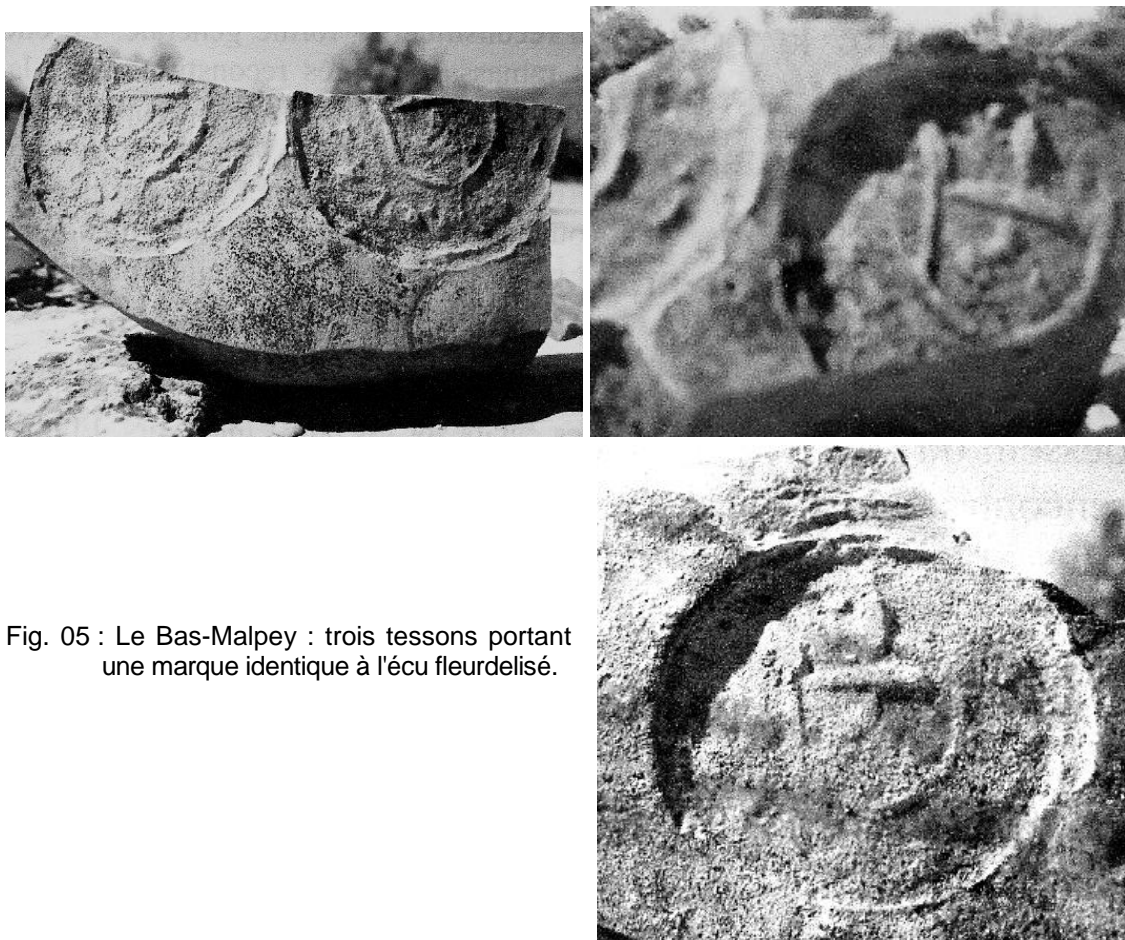 Fig. 05 : Le Bas-Malpey : trois tessons portant
une marque identique à l'écu fleurdelisé.